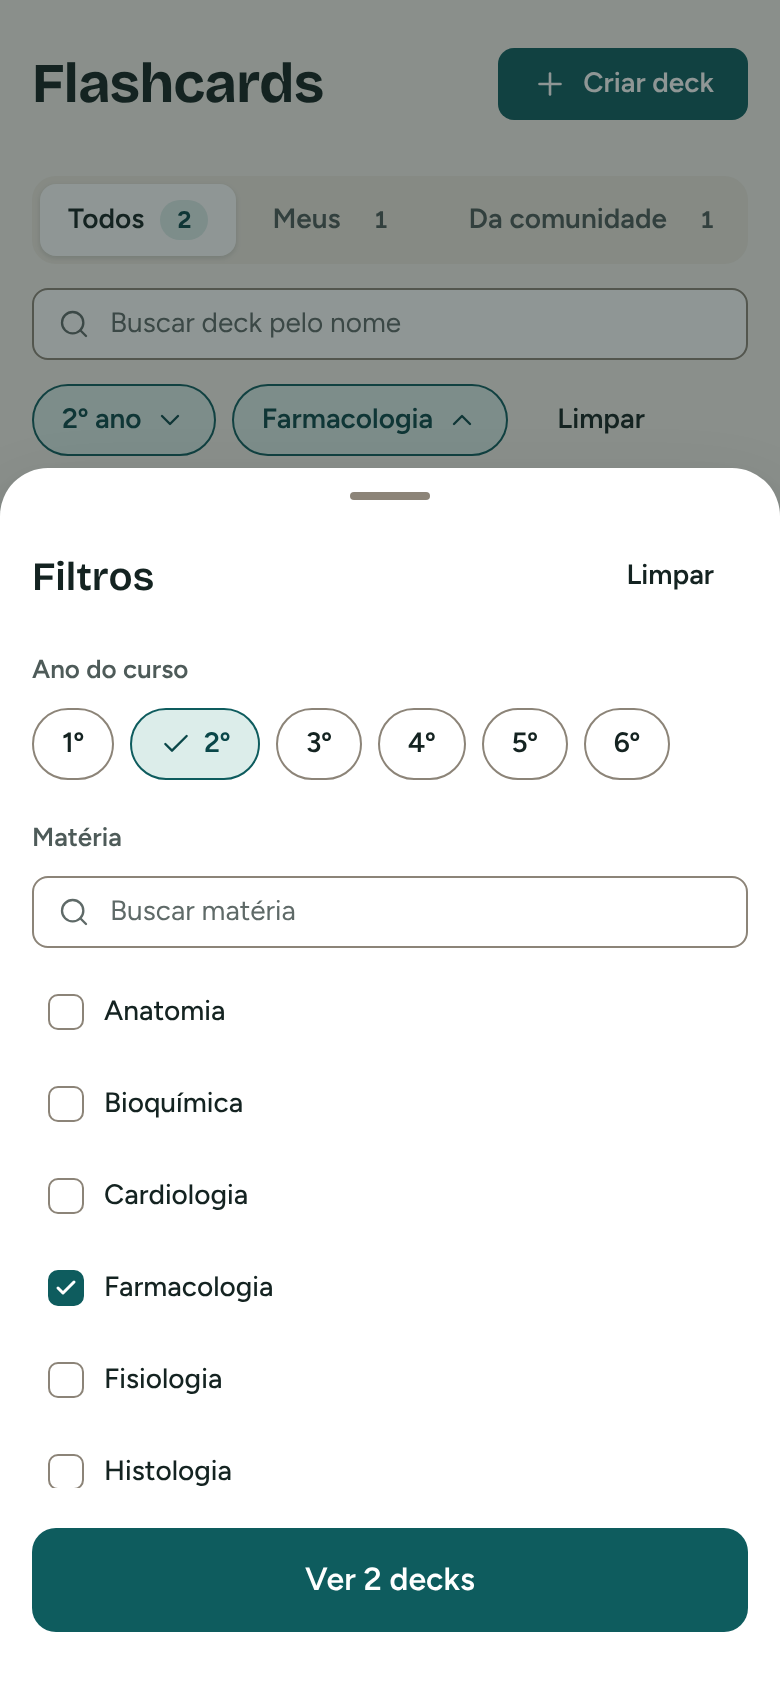 Flashcards
Criar deck
Todos 2 Meus 1 Da comunidade 1
Buscar deck pelo nome
2º ano Farmacologia Limpar
Filtros Limpar
Ano do curso
1º 2º 3º 4º 5º 6º
Matéria
Buscar matéria
Anatomia
Bioquímica
Cardiologia
Farmacologia
Fisiologia
Histologia
Ver 2 decks